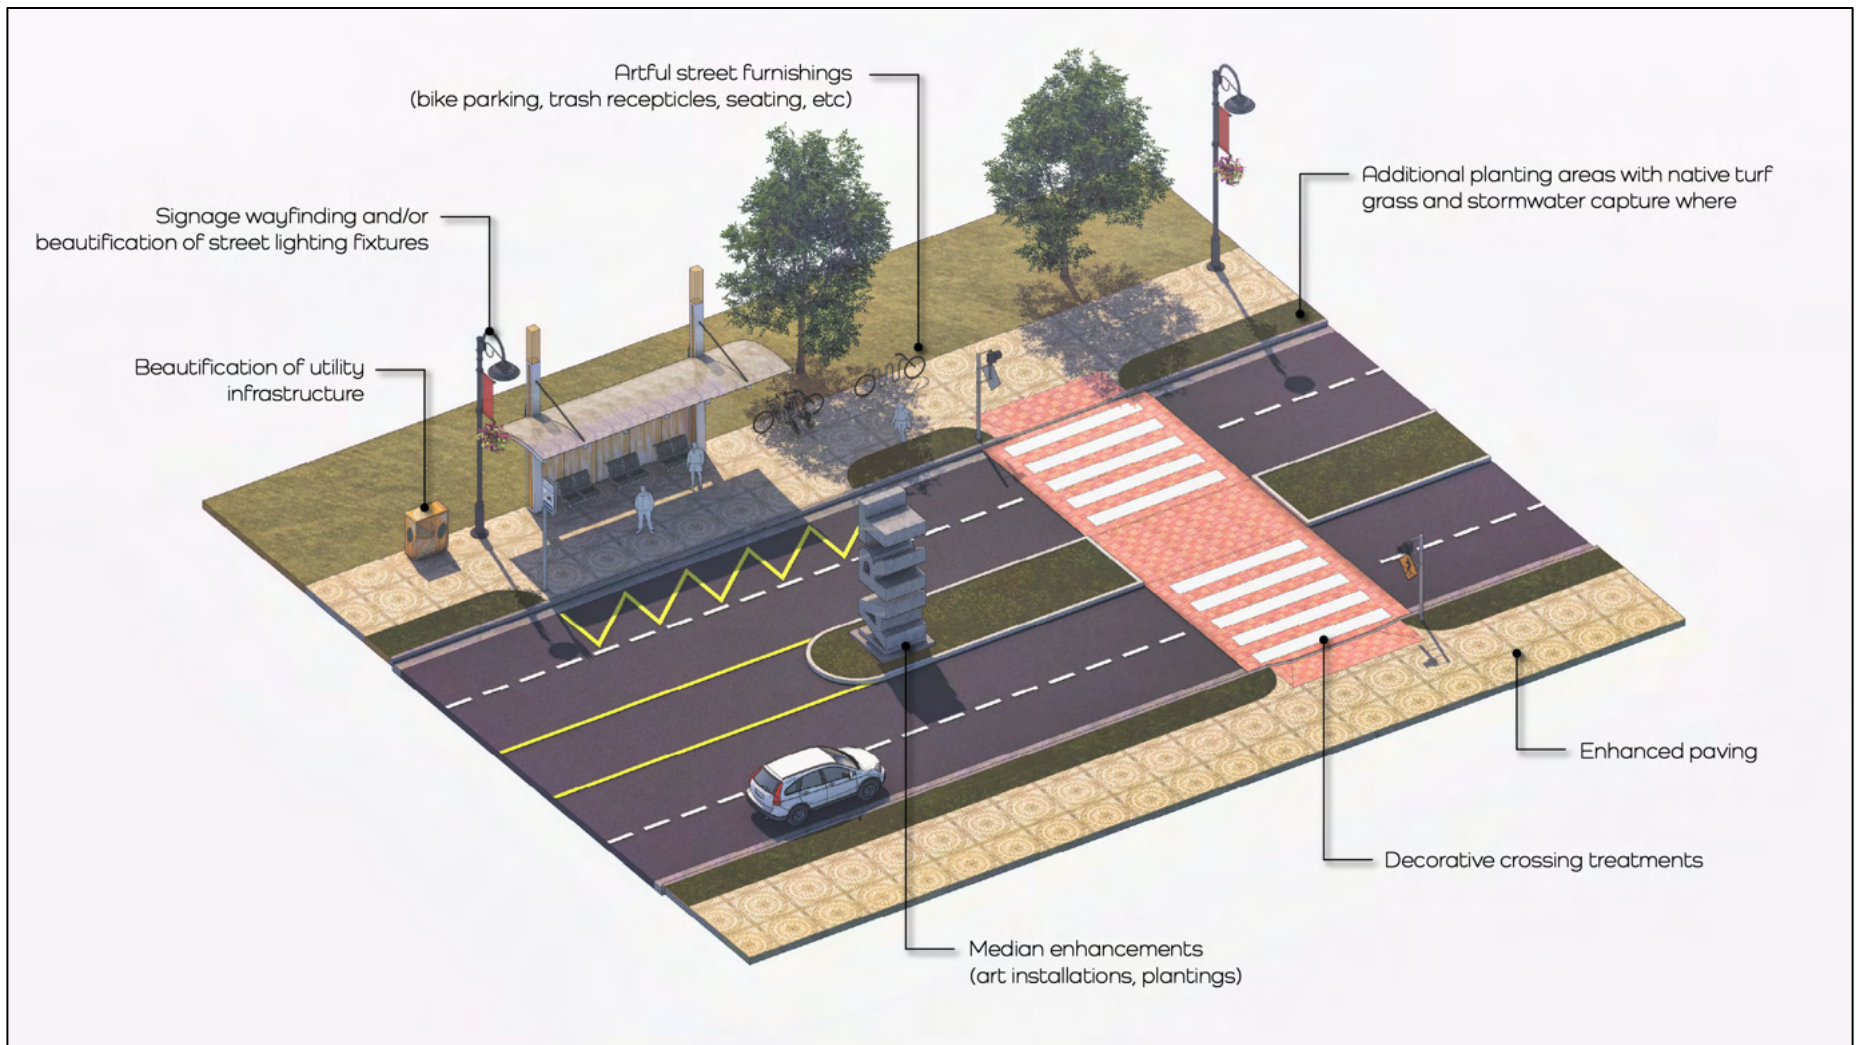 Artful street furnishings
(bike parking, trash recepticles, seating, etc)
Additional planting areas with native turf
grass and stormwater capture where
Signage wayfinding and/or
beautification of street lighting fixtures
Beautification of utility
infrastructure
Enhanced paving
Decorative crossing treatments
Median enhancements
(art installations, plantings)